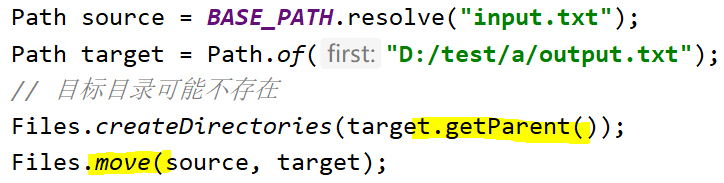 Path source = BASE_PATH.resolve("input.txt");
Path target = Path.of( first: "D:/test/a/output.txt");
// 目标目录可能不存在
Files.createDirectories(target.getParent());
Files.move(source, target);